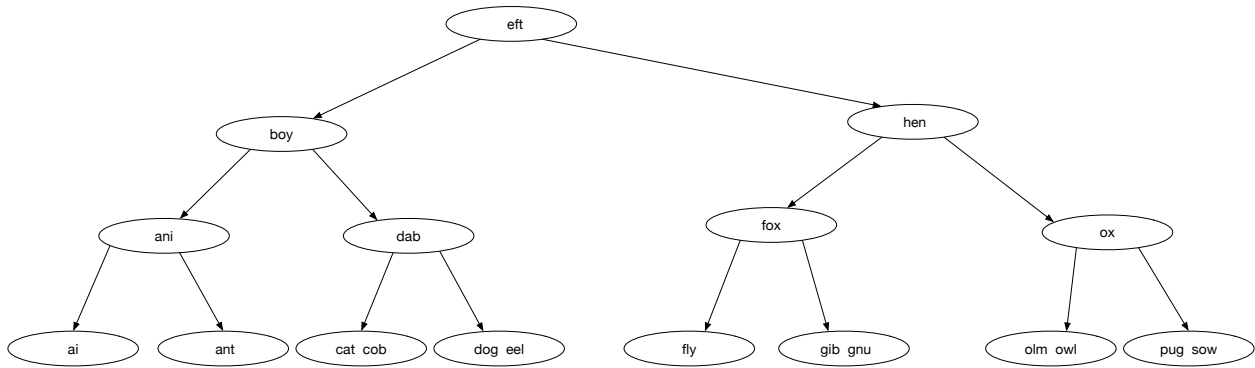 eft
boy
hen
ani
dab
fox
ox
ai
ant
cat cob
dog eel
fly
gib gnu
olm owl
pug sow